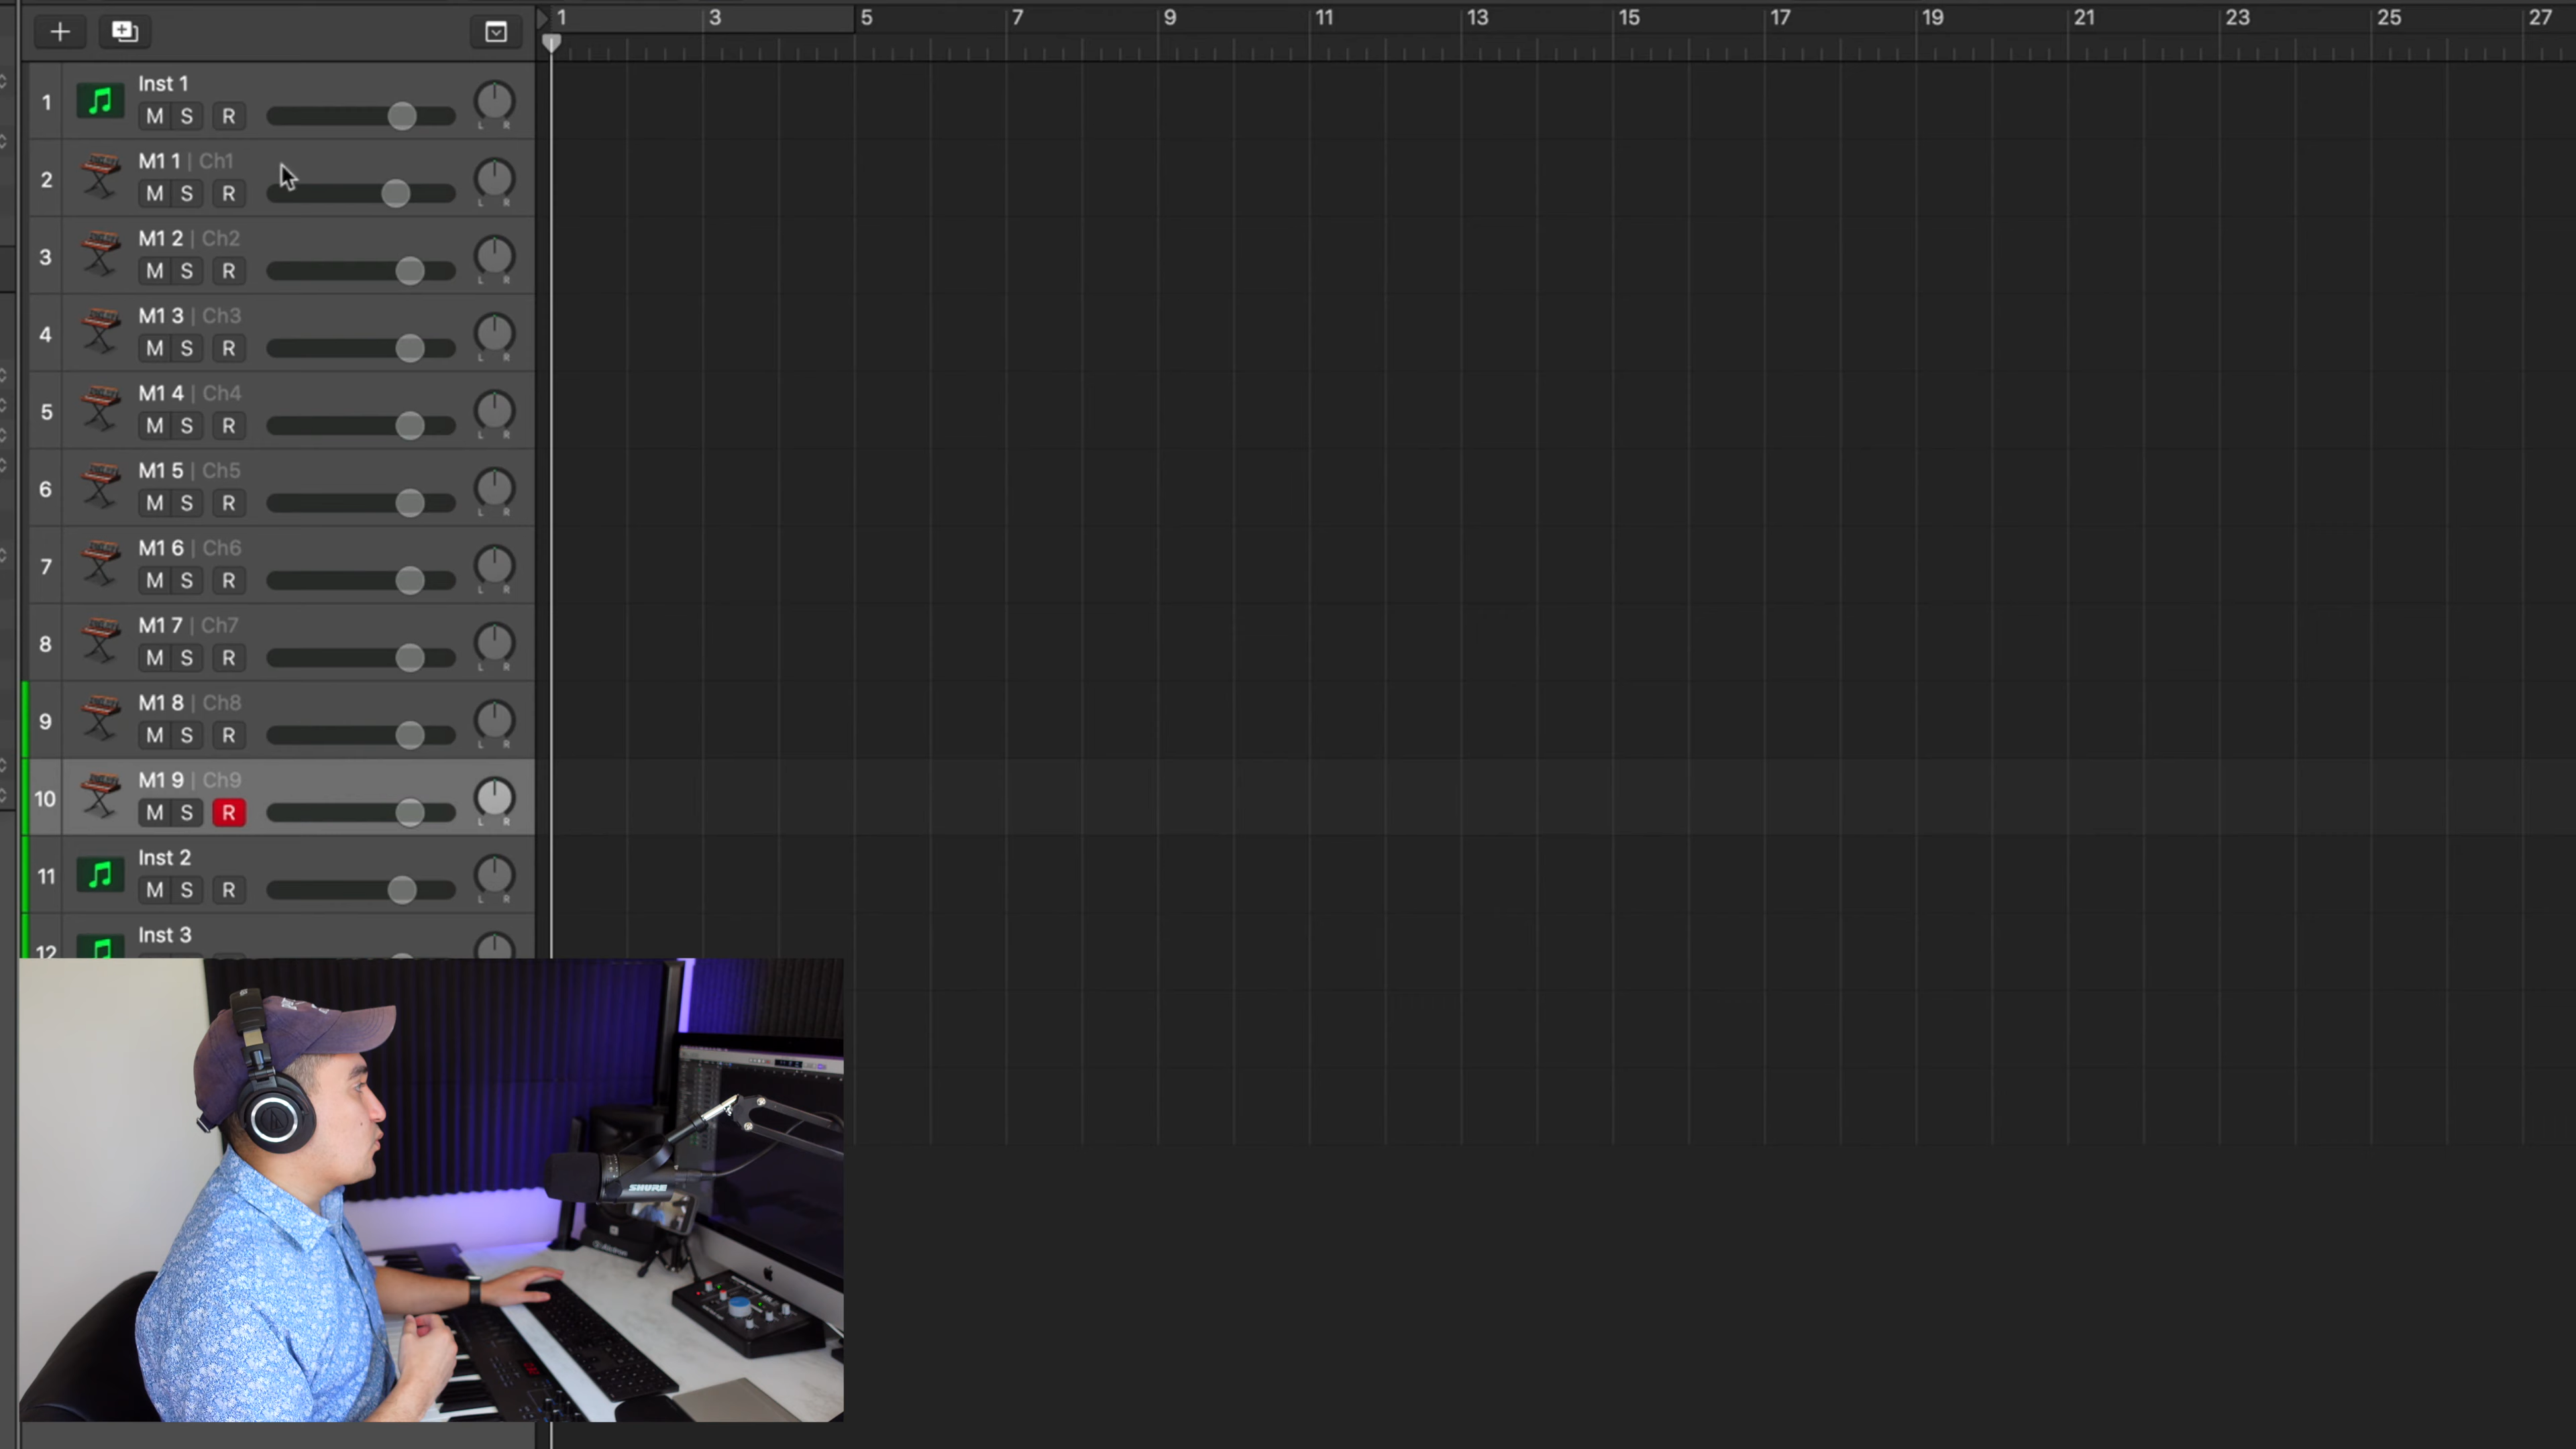 1 3 5 7 9 11 13 15 17 19 21 23 25 27
1 Inst 1
M S R L R
2 M1 1 | Ch1
M S R L R
3 M1 2 | Ch2
M S R L R
4 M1 3 | Ch3
M S R L R
5 M1 4 | Ch4
M S R L R
6 M1 5 | Ch5
M S R L R
7 M1 6 | Ch6
M S R L R
8 M1 7 | Ch7
M S R L R
9 M1 8 | Ch8
M S R L R
10 M1 9 | Ch9
M S R L R
11 Inst 2
M S R L R
12 Inst 3
SHURE